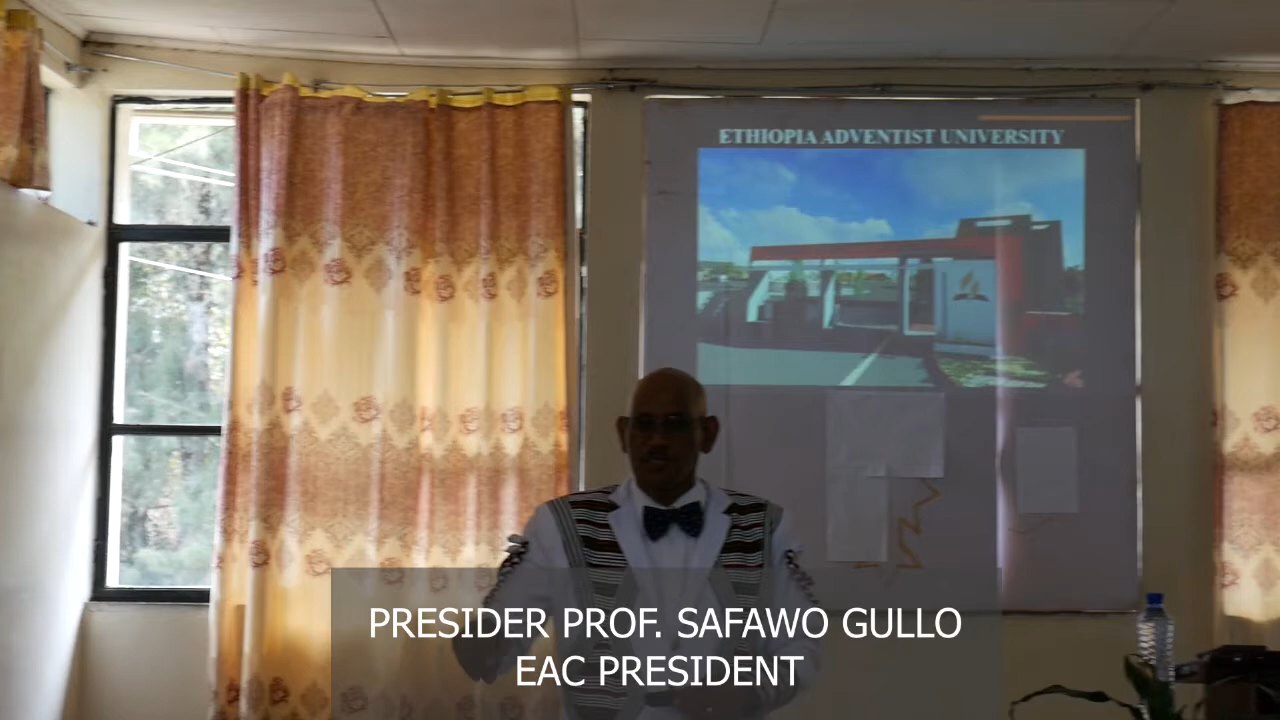 ETHIOPIA ADVENTIST UNIVERSITY
PRESIDER PROF. SAFAWO GULLO
EAC PRESIDENT